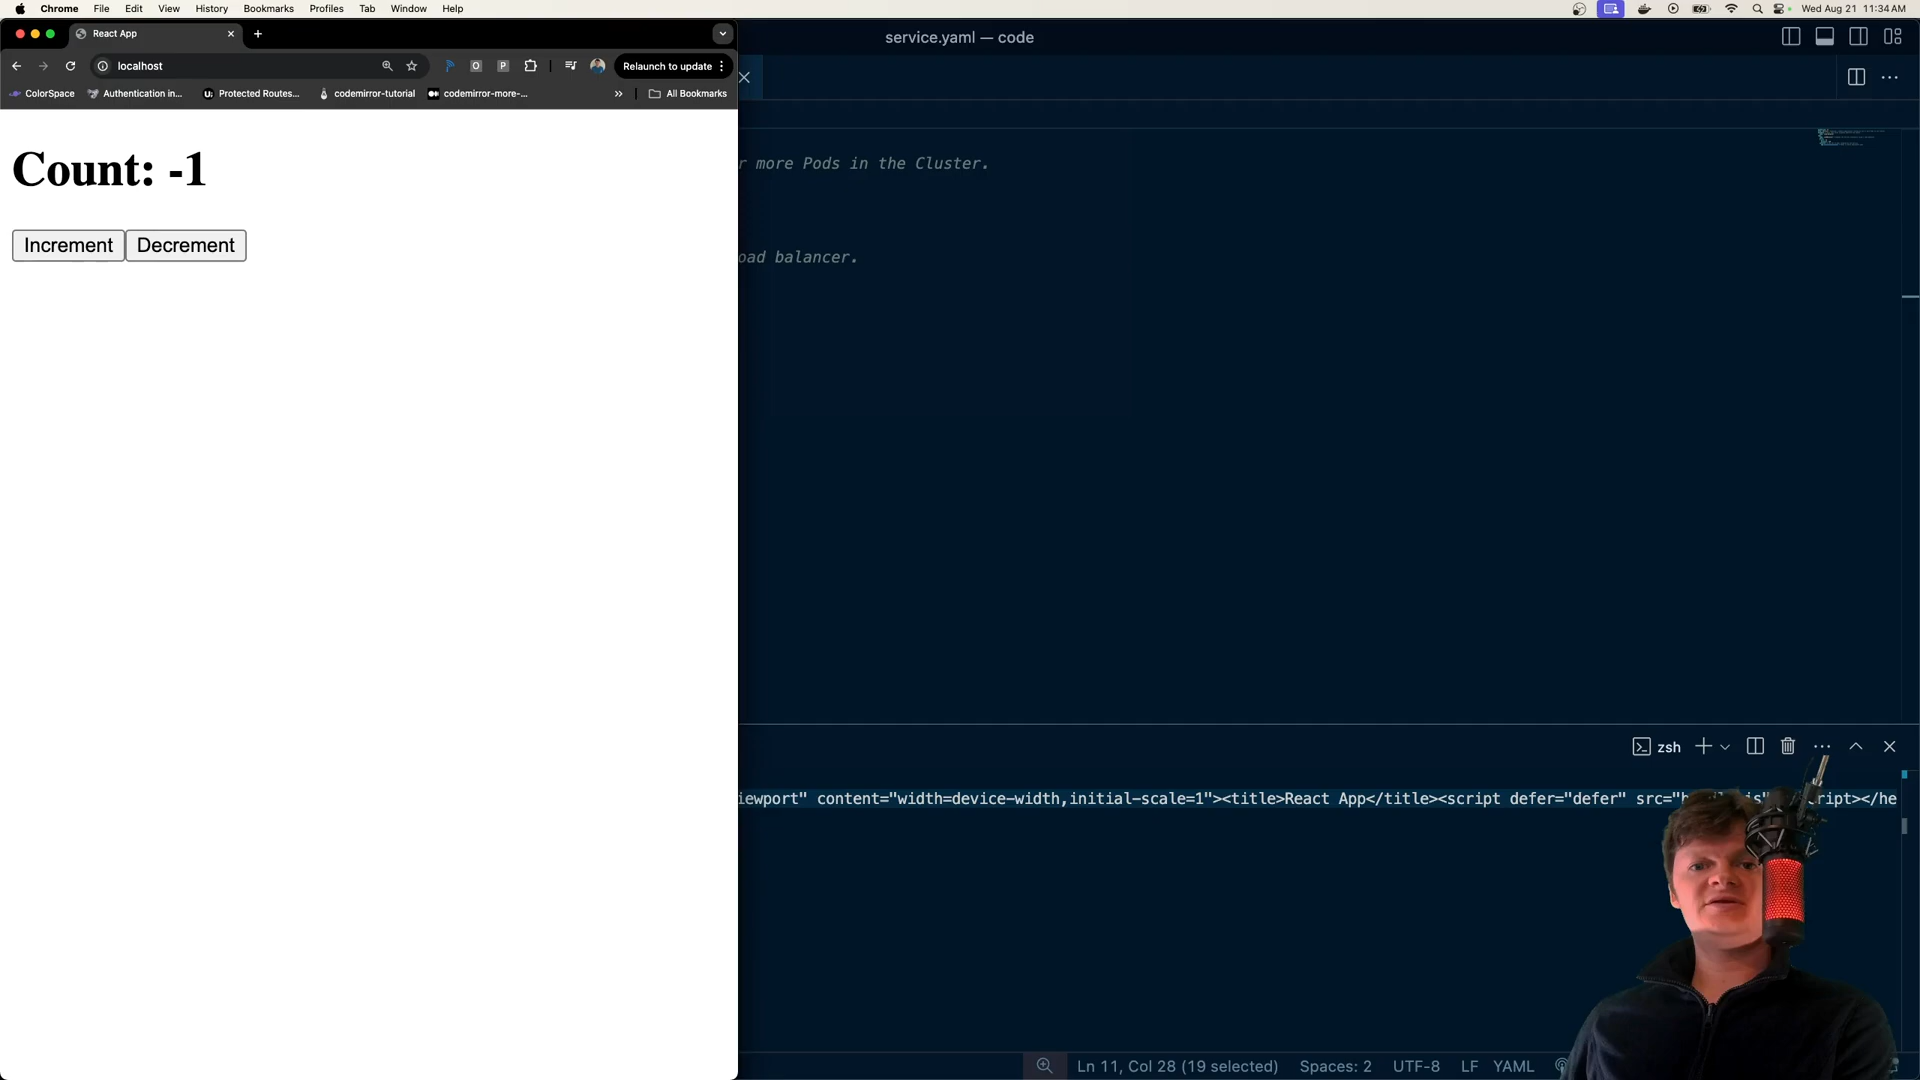 Chrome File Edit View History Bookmarks Profiles Tab Window Help
Wed Aug 21 11:34 AM
React App
service.yaml — code
localhost
Relaunch to update
ColorSpace Authentication in... Protected Routes... codemirror-tutorial codemirror-more-... » All Bookmarks
Count: -1
r more Pods in the Cluster.
Increment Decrement
oad balancer.
zsh
iewport" content="width=device-width,initial-scale=1"><title>React App</title><script defer="defer" src="
ript></he
Ln 11, Col 28 (19 selected) Spaces: 2 UTF-8 LF YAML